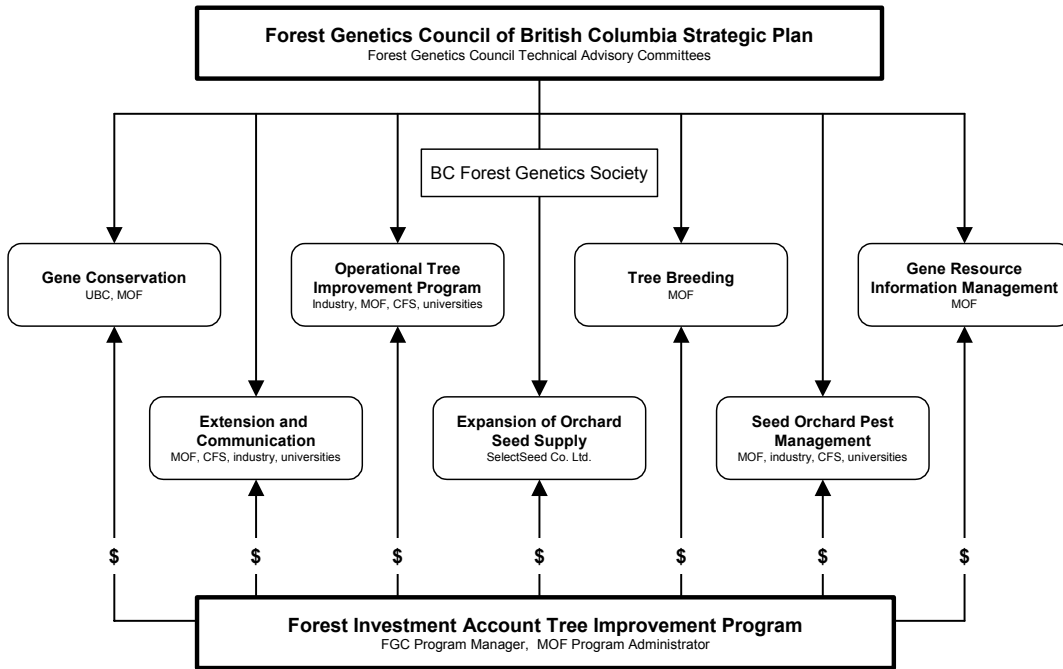 Forest Genetics Council of British Columbia Strategic Plan
Forest Genetics Council Technical Advisory Committees
BC Forest Genetics Society
Gene Conservation
UBC, MOF
Operational Tree
Improvement Program
Industry, MOF, CFS, universities
Tree Breeding
MOF
Gene Resource
Information Management
MOF
Extension and
Communication
MOF, CFS, industry, universities
Expansion of Orchard
Seed Supply
SelectSeed Co. Ltd.
Seed Orchard Pest
Management
MOF, industry, CFS, universities
$ $ $ $ $ $ $
Forest Investment Account Tree Improvement Program
FGC Program Manager, MOF Program Administrator